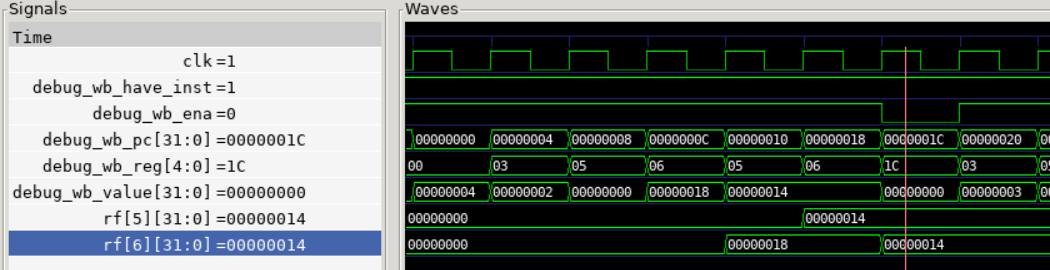 Signals Waves
Time
clk =1
debug_wb_have_inst =1
debug_wb_ena =0
debug_wb_pc[31:0] =0000001C 00000000 00000004 00000008 0000000C 00000010 00000018 0000001C 00000020
debug_wb_reg[4:0] =1C 00 03 05 06 05 06 1C 03
debug_wb_value[31:0] =00000000 00000004 00000002 00000000 00000018 00000014 00000000 00000003
rf[5][31:0] =00000014 00000000 00000014
rf[6][31:0] =00000014 00000000 00000018 00000014